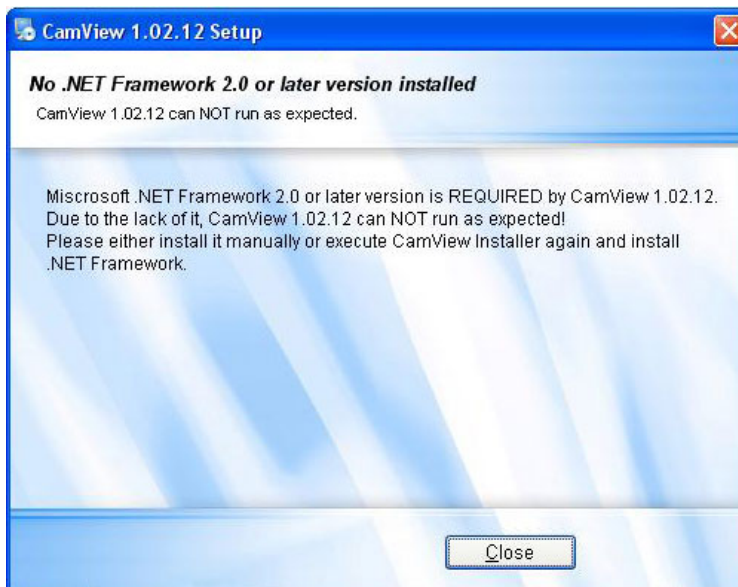 CamView 1.02.12 Setup
No .NET Framework 2.0 or later version installed
CamView 1.02.12 can NOT run as expected.
Miscrosoft .NET Framework 2.0 or later version is REQUIRED by CamView 1.02.12.
Due to the lack of it, CamView 1.02.12 can NOT run as expected!
Please either install it manually or execute CamView Installer again and install
.NET Framework.
Close